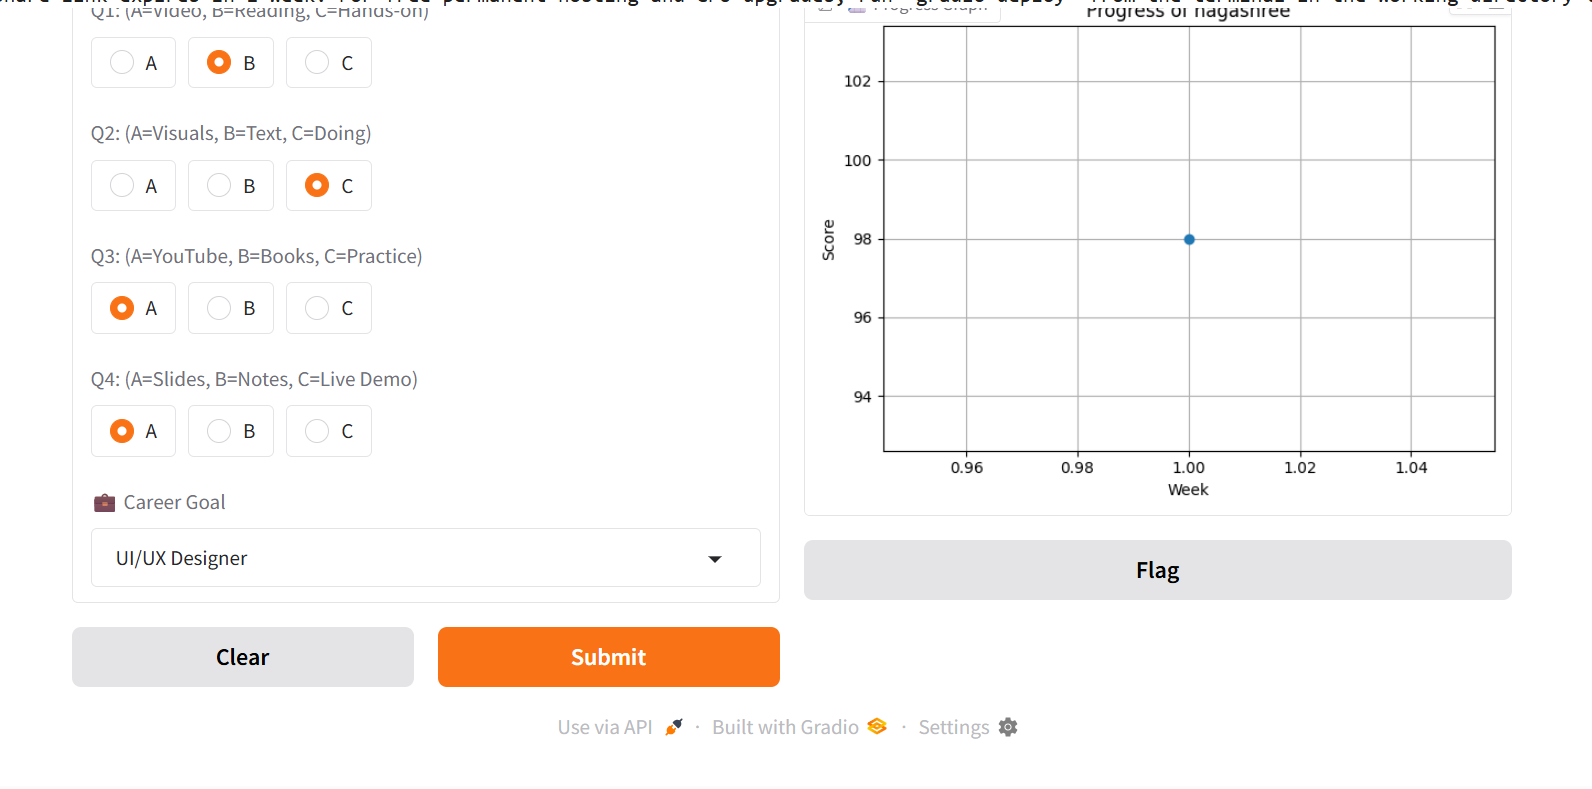 share link expires in 1 week. For free permanent hosting and GPU upgrades, run `gradio deploy` from the terminal in the working directory
Q1: (A=Video, B=Reading, C=Hands-on)
A
B
C
Q2: (A=Visuals, B=Text, C=Doing)
A
B
C
Q3: (A=YouTube, B=Books, C=Practice)
A
B
C
Q4: (A=Slides, B=Notes, C=Live Demo)
A
B
C
Career Goal
UI/UX Designer
Clear
Submit
Progress Graph
Progress of nagashree
102
100
98
96
94
Score
0.96
0.98
1.00
1.02
1.04
Week
Flag
Use via API · Built with Gradio · Settings